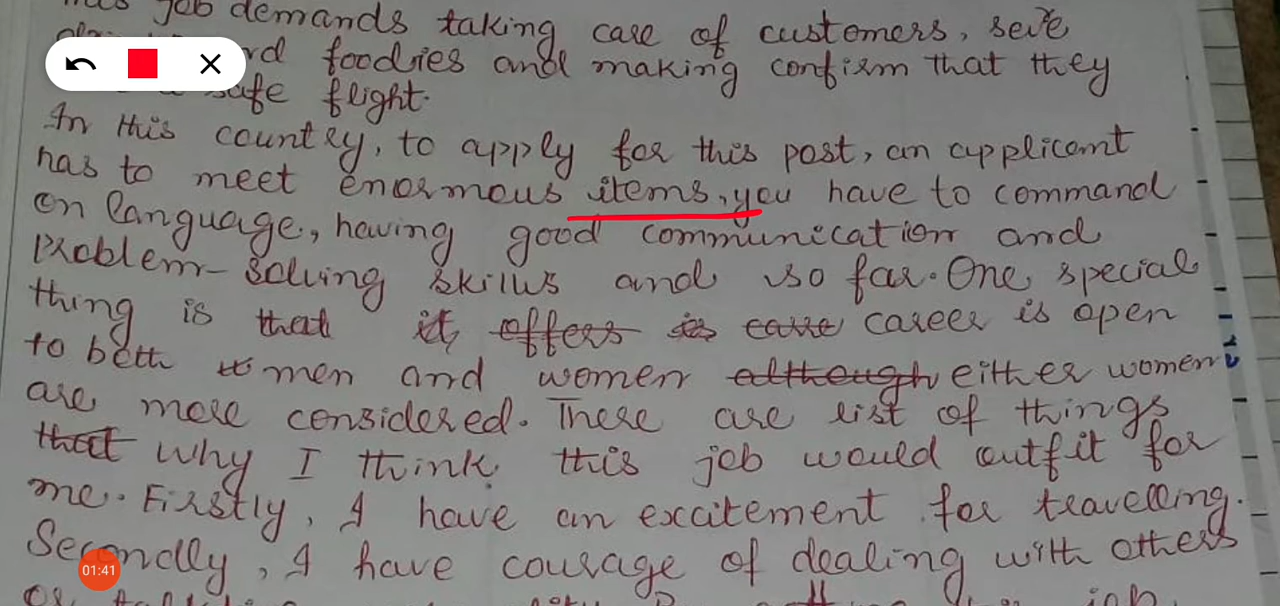 job demands taking care of customers, seve
rd foodies and making confirm that they
safe flight.
In this country, to apply for this post, an applicant
has to meet enormous items, you have to command
on language, having good communication and
Problem-solving skills and so far. One special
thing is that it offers is care career is open
to both w men and women although either women
are more considered. There are list of things
that why I think this job would outfit for
me. Firstly, I have an excitement for travelling.
Secondly, I have courage of dealing with others
01:41
job